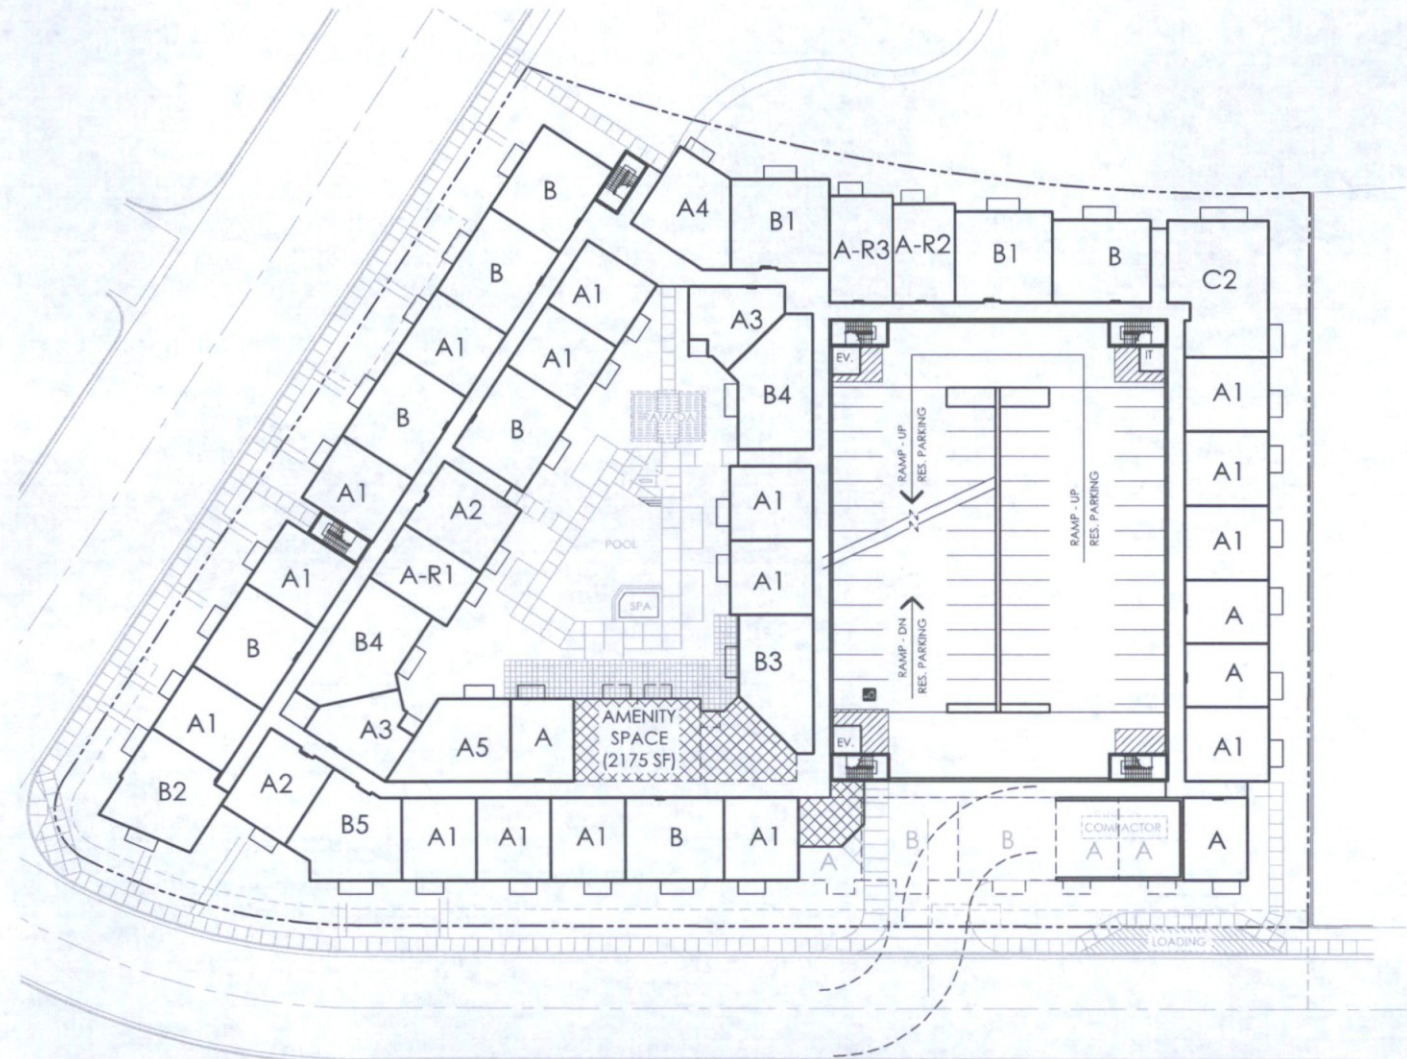 B
A4
B1
A-R3
A-R2
B1
B
C2
B
A1
A3
A1
A1
B4
EV.
IT
A1
B
B
RAMP - UP
RES. PARKING
A1
A1
A2
A1
RAMP - UP
RES. PARKING
A1
POOL
A1
A1
A-R1
A1
SPA
A
B
B4
B3
RAMP - DN
RES. PARKING
A
A1
A3
A5
A
AMENITY
SPACE
(2175 SF)
EV.
A1
B2
A2
B5
A1
A1
A1
B
A1
A
B
B
COMPACTOR
A
A
A
LOADING